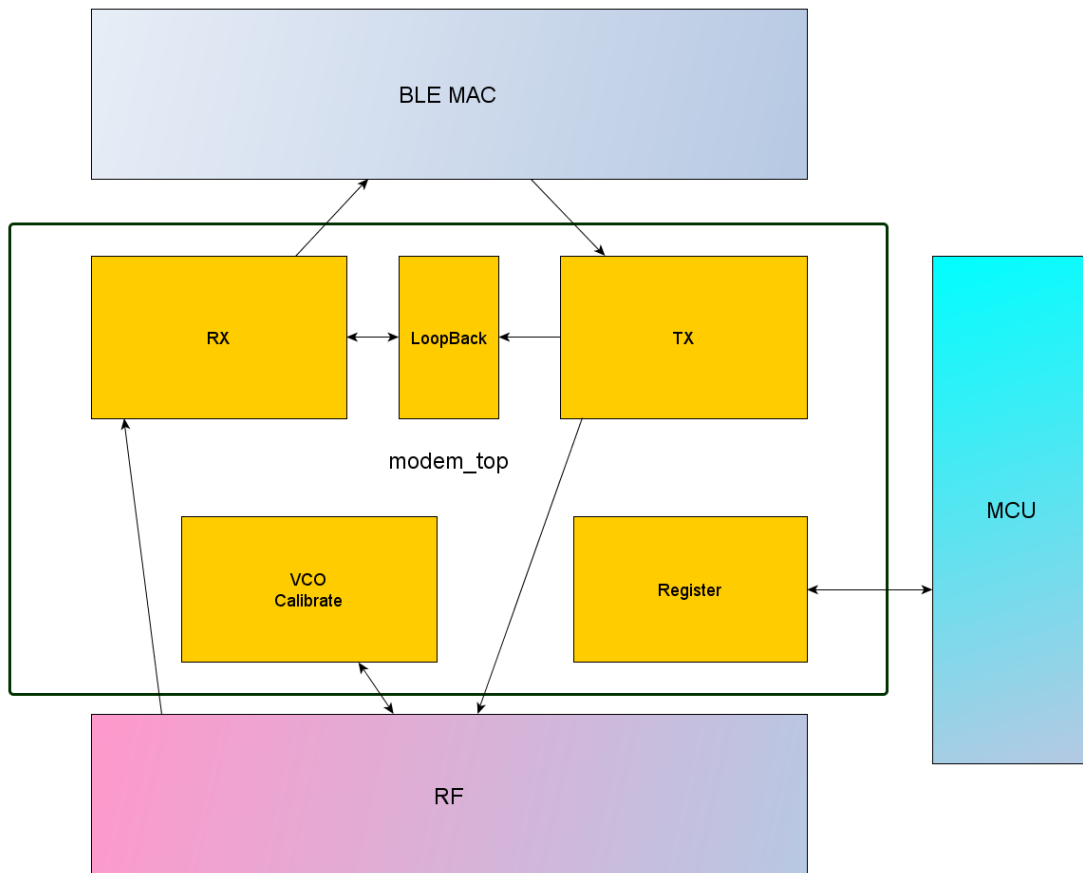 BLE MAC
RX
LoopBack
TX
modem_top
VCO
Calibrate
Register
MCU
RF